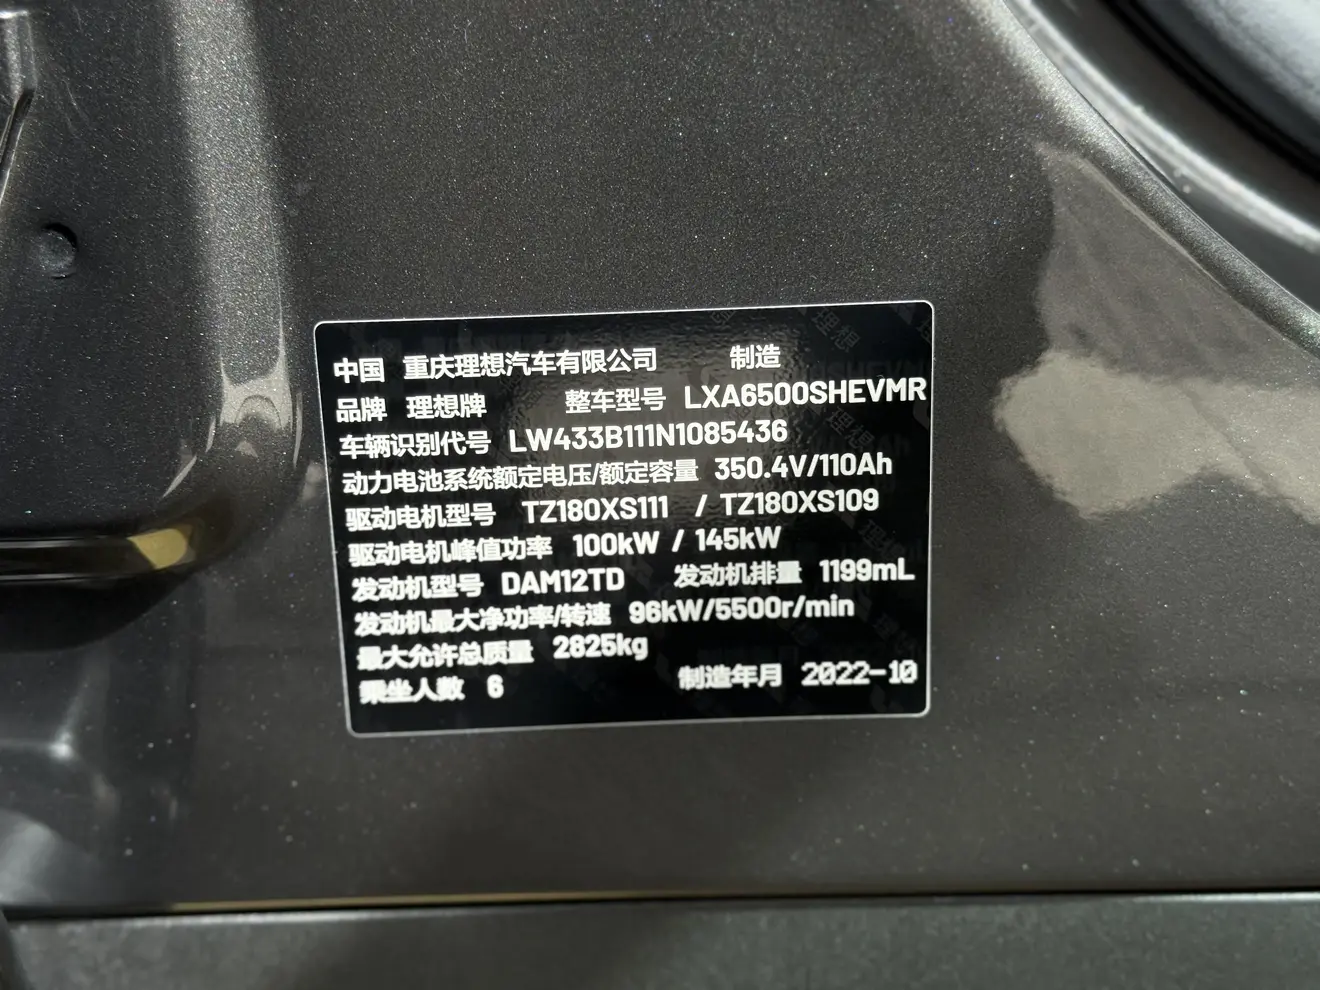 中国 重庆理想汽车有限公司 制造
品牌 理想牌 整车型号 LXA6500SHEVMR
车辆识别代号 LW433B111N1085436
动力电池系统额定电压/额定容量 350.4V/110Ah
驱动电机型号 TZ180XS111 / TZ180XS109
驱动电机峰值功率 100kW / 145kW
发动机型号 DAM12TD 发动机排量 1199mL
发动机最大净功率/转速 96kW/5500r/min
最大允许总质量 2825kg
乘坐人数 6 制造年月 2022-10